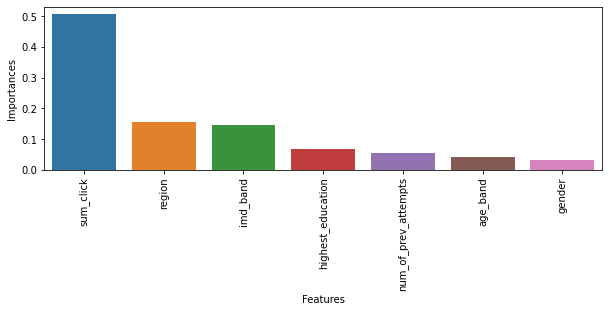 0.5
0.4
0.3
0.2
0.1
0.0
Importances
sum_click
region
imd_band
highest_education
num_of_prev_attempts
age_band
gender
Features